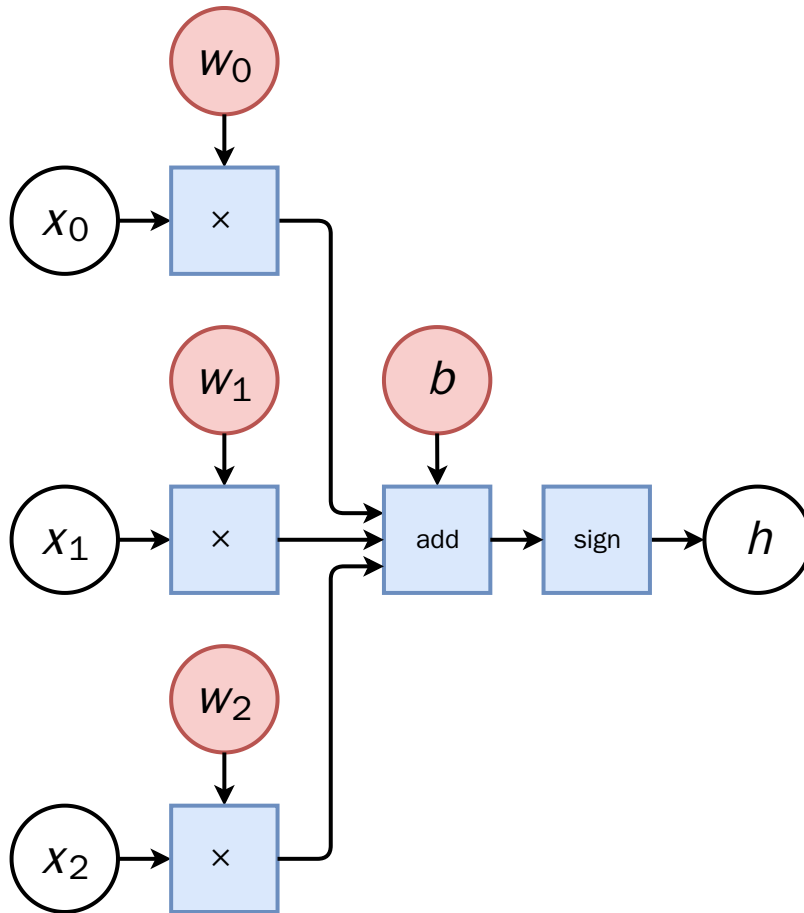 w₀
x₀
×
w₁
b
x₁
×
add
sign
h
w₂
x₂
×